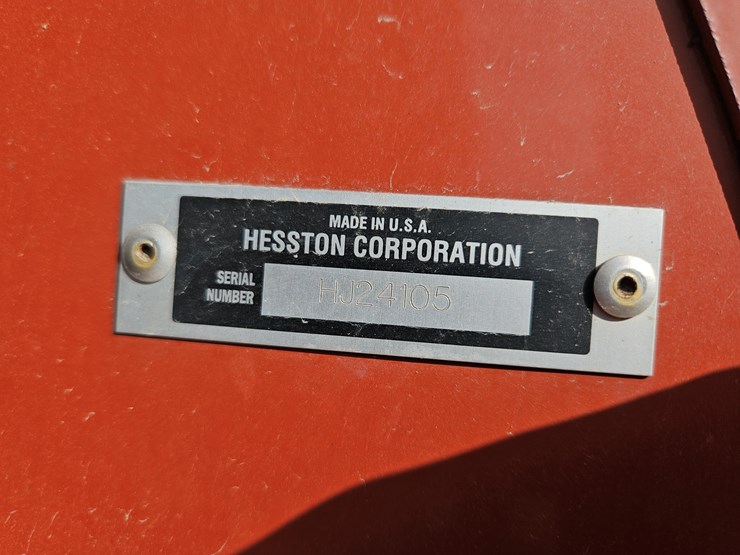 MADE IN U.S.A.
HESSTON CORPORATION
SERIAL
NUMBER
HJ24105